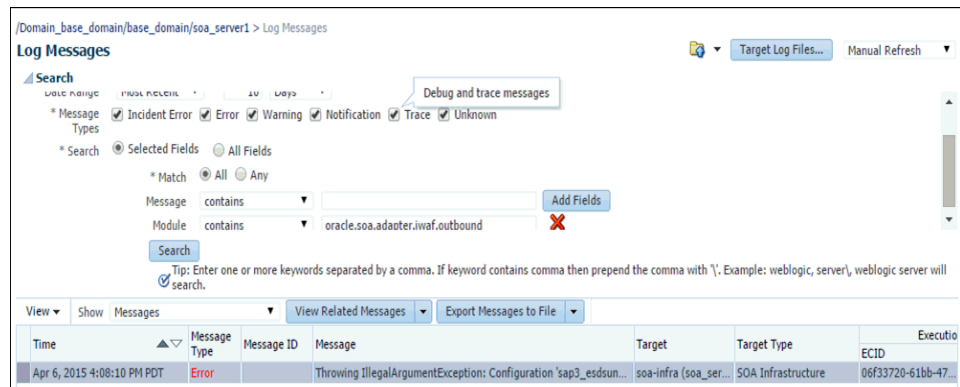 /Domain_base_domain/base_domain/soa_server1 > Log Messages
Log Messages
Target Log Files...
Manual Refresh
Search
Date Range Most Recent 10 Days
Debug and trace messages
* Message Types Incident Error Error Warning Notification Trace Unknown
* Search Selected Fields All Fields
* Match All Any
Message contains Add Fields
Module contains oracle.soa.adapter.iwaf.outbound
Search
Tip: Enter one or more keywords separated by a comma. If keyword contains comma then prepend the comma with '\'. Example: weblogic, server\, weblogic server will
search.
View Show Messages View Related Messages Export Messages to File
Time Message Type Message ID Message Target Target Type Executio
ECID
Apr 6, 2015 4:08:10 PM PDT Error Throwing IllegalArgumentException: Configuration 'sap3_esdsun... soa-infra (soa_ser... SOA Infrastructure 06f33720-61bb-47...